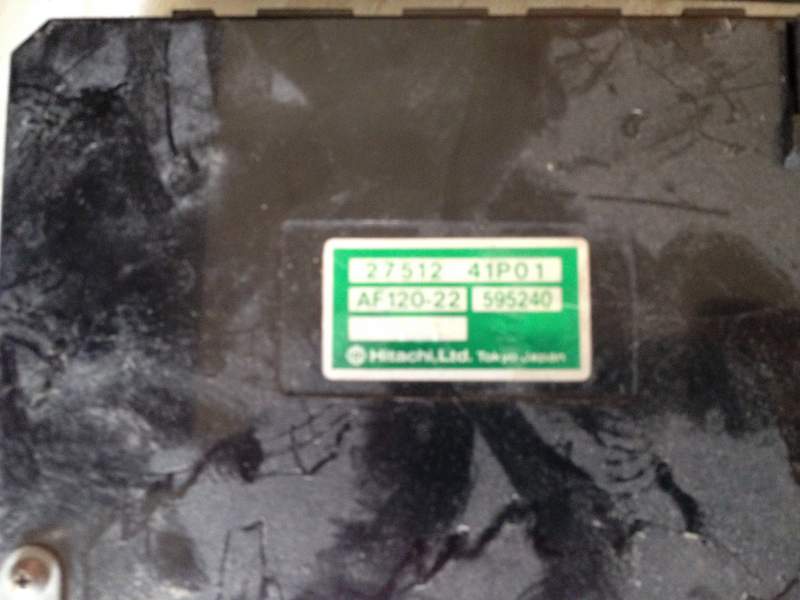 27512 41P01
AF120-22 595240
Hitachi,Ltd. Tokyo Japan